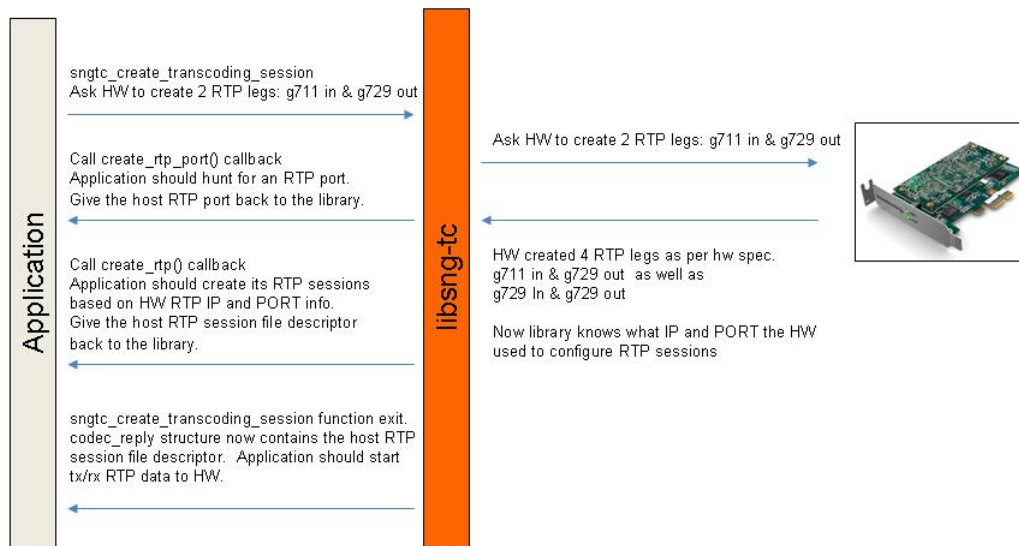 Application
sngtc_create_transcoding_session
Ask HW to create 2 RTP legs: g711 in & g729 out
Call create_rtp_port() callback
Application should hunt for an RTP port.
Give the host RTP port back to the library.
Call create_rtp() callback
Application should create its RTP sessions
based on HW RTP IP and PORT info.
Give the host RTP session file descriptor
back to the library.
sngtc_create_transcoding_session function exit.
codec_reply structure now contains the host RTP
session file descriptor. Application should start
tx/rx RTP data to HW.
libsng-tc
Ask HW to create 2 RTP legs: g711 in & g729 out
HW created 4 RTP legs as per hw spec.
g711 in & g729 out as well as
g729 In & g729 out
Now library knows what IP and PORT the HW
used to configure RTP sessions